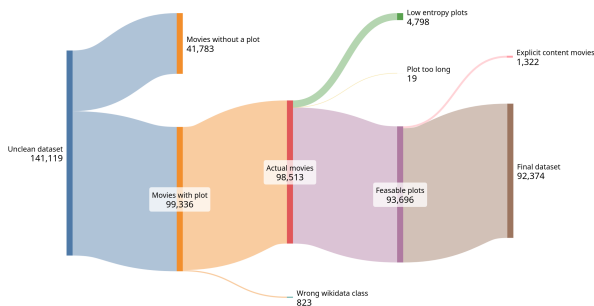 Unclean dataset
141,119
Movies without a plot
41,783
Movies with plot
99,336
Wrong wikidata class
823
Actual movies
98,513
Low entropy plots
4,798
Plot too long
19
Feasable plots
93,696
Explicit content movies
1,322
Final dataset
92,374